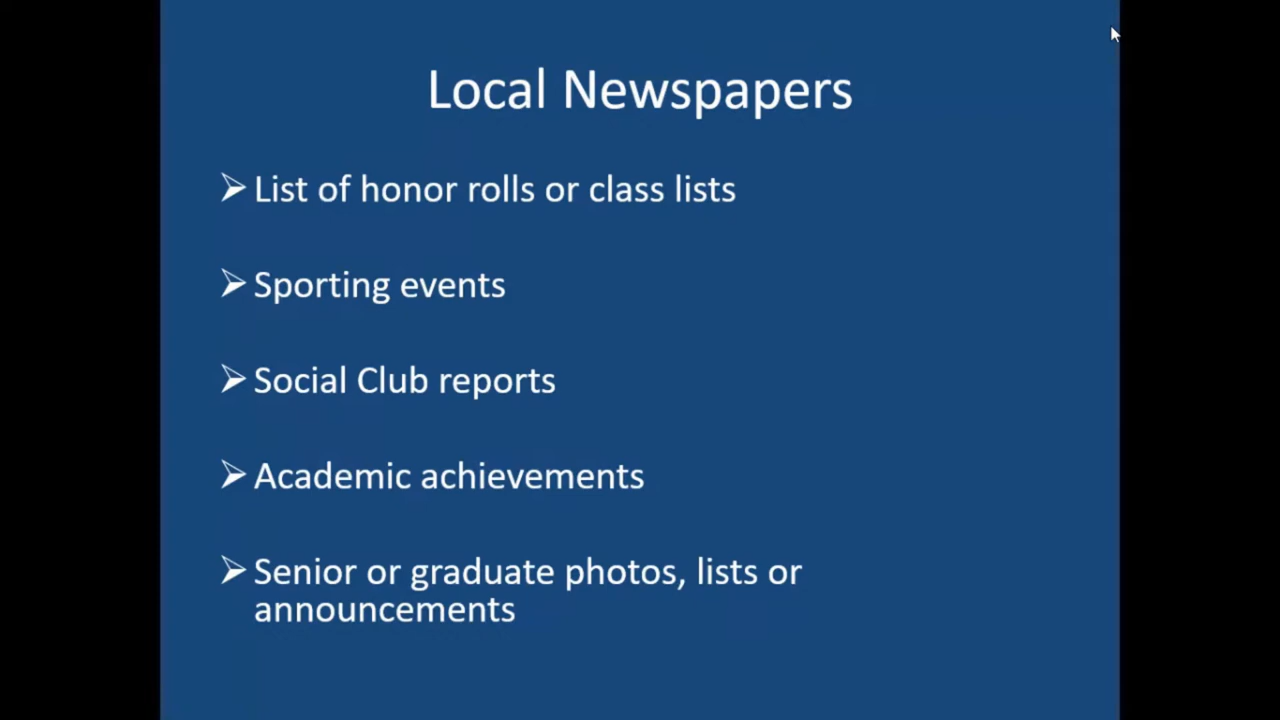 Local Newspapers
List of honor rolls or class lists
Sporting events
Social Club reports
Academic achievements
Senior or graduate photos, lists or
announcements